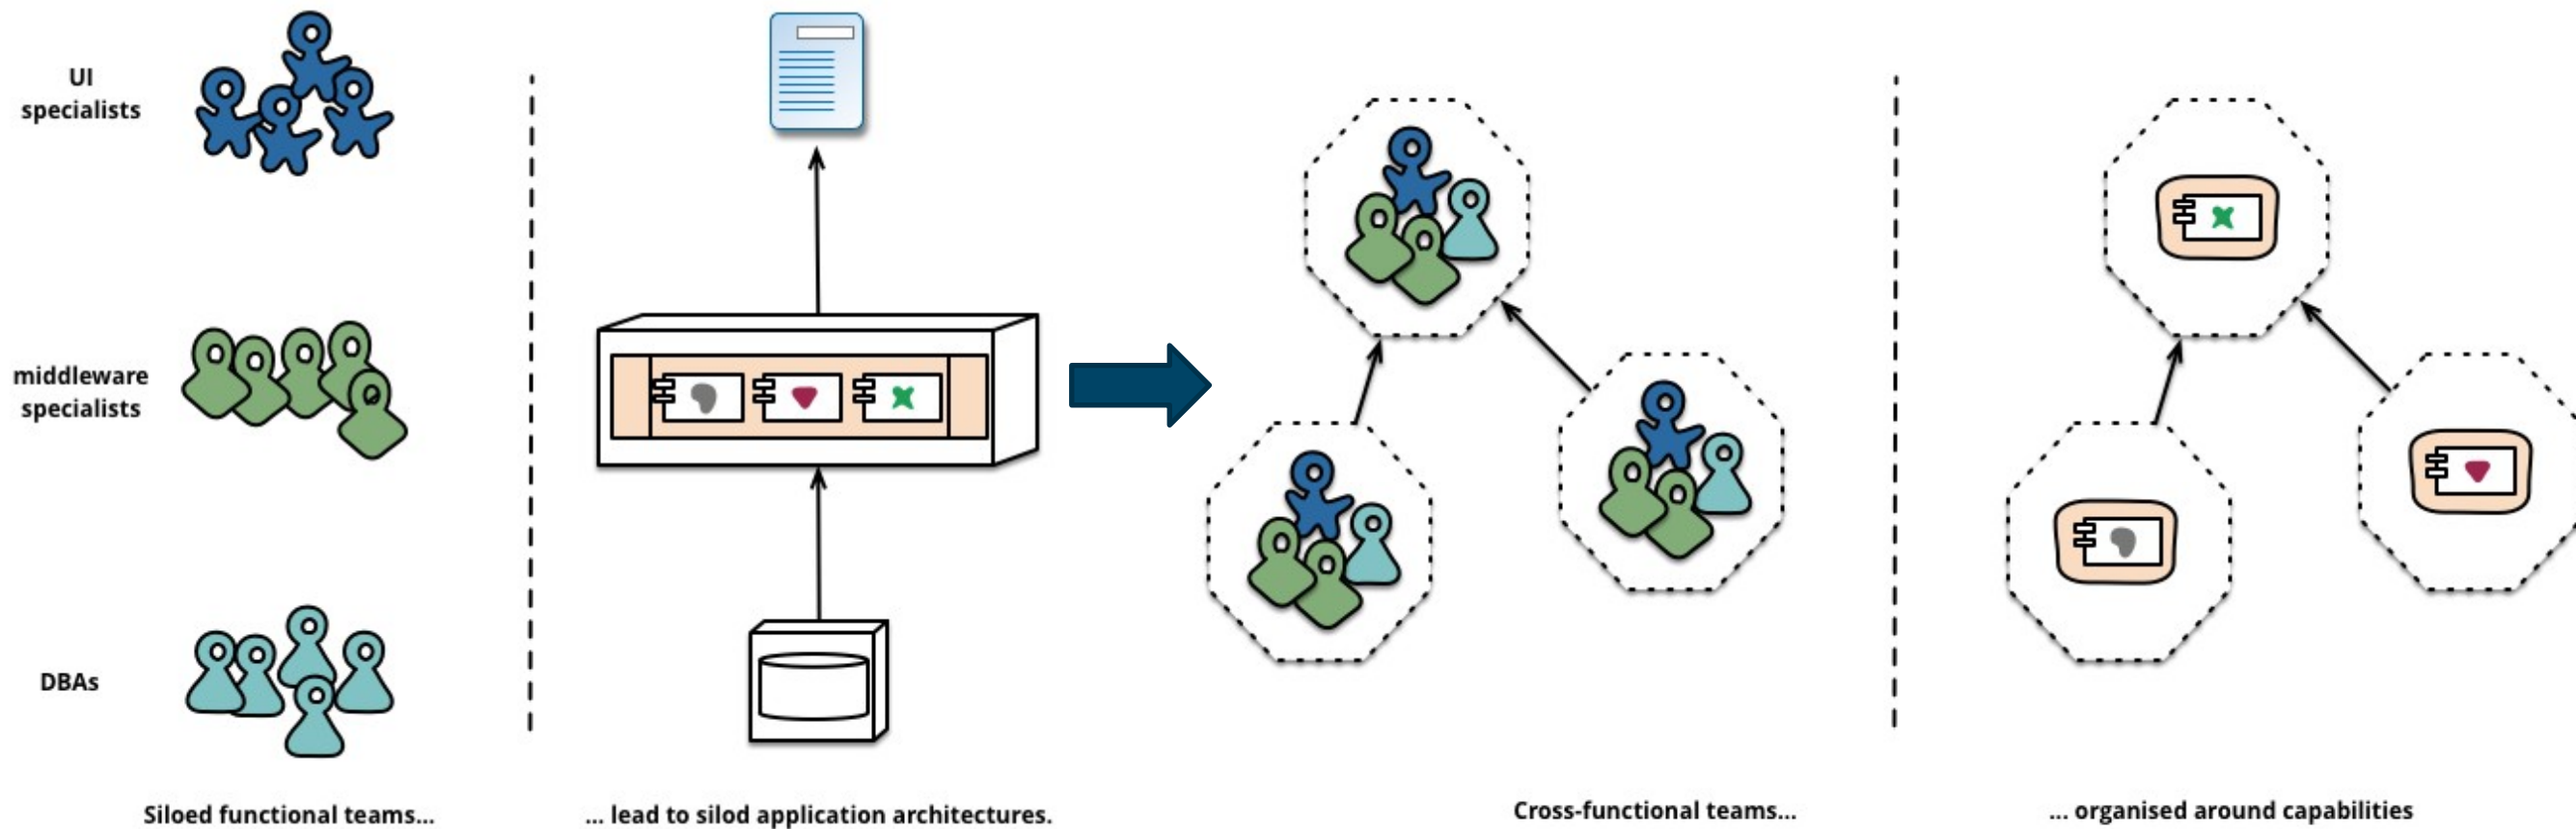 UI
specialists
middleware
specialists
DBAs
Siloed functional teams...
... lead to silod application architectures.
Cross-functional teams...
... organised around capabilities